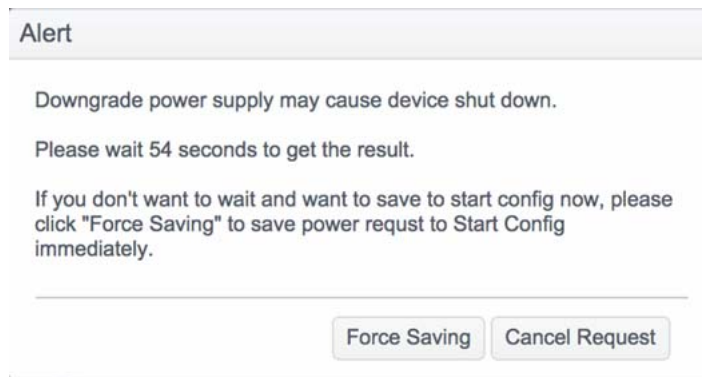 Alert
Downgrade power supply may cause device shut down.
Please wait 54 seconds to get the result.
If you don't want to wait and want to save to start config now, please
click "Force Saving" to save power requst to Start Config
immediately.
Force Saving
Cancel Request